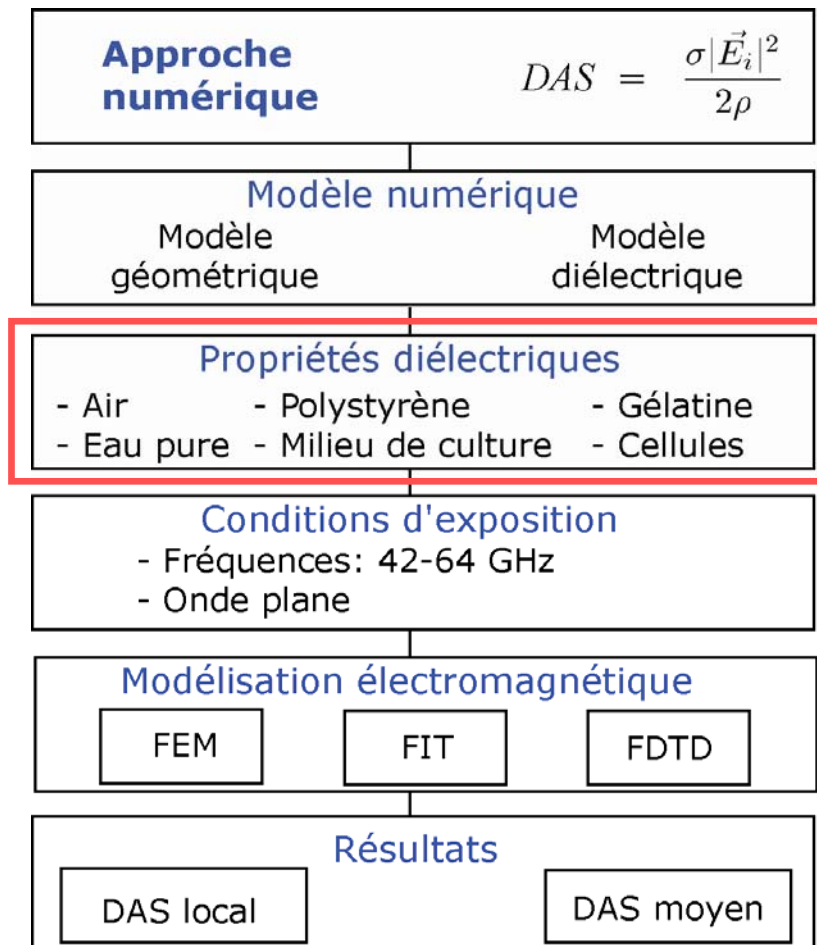 Approche
numérique
DAS = σ|E⃗ᵢ|² / 2ρ
Modèle numérique
Modèle géométrique
Modèle diélectrique
Propriétés diélectriques
- Air - Polystyrène - Gélatine
- Eau pure - Milieu de culture - Cellules
Conditions d'exposition
- Fréquences: 42-64 GHz
- Onde plane
Modélisation électromagnétique
FEM FIT FDTD
Résultats
DAS local DAS moyen